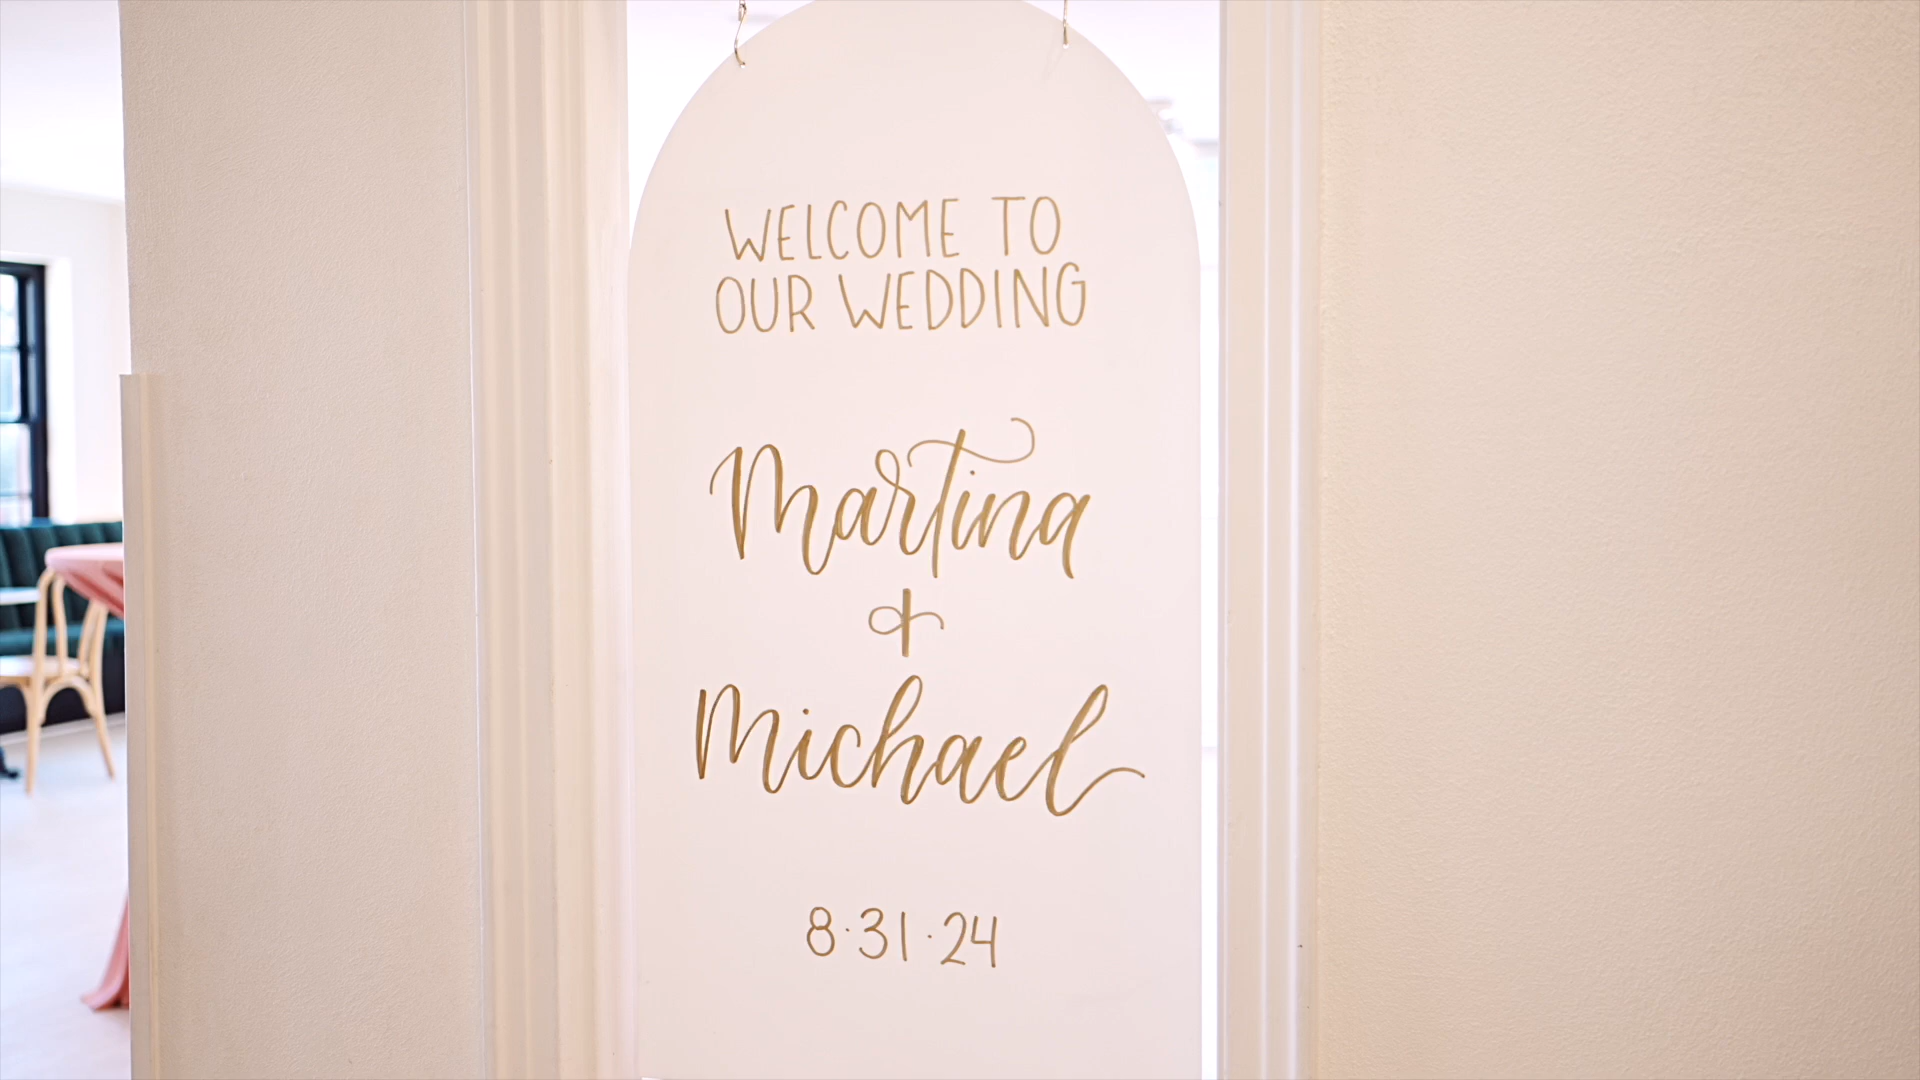 WELCOME TO
OUR WEDDING
Martina
+
Michael
8·31·24